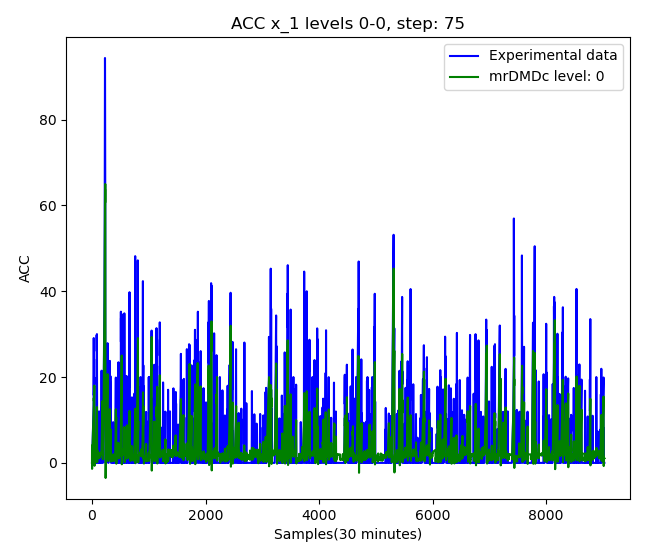 ACC x_1 levels 0-0, step: 75
Experimental data
mrDMDc level: 0
80
60
40
20
0
ACC
0 2000 4000 6000 8000
Samples(30 minutes)